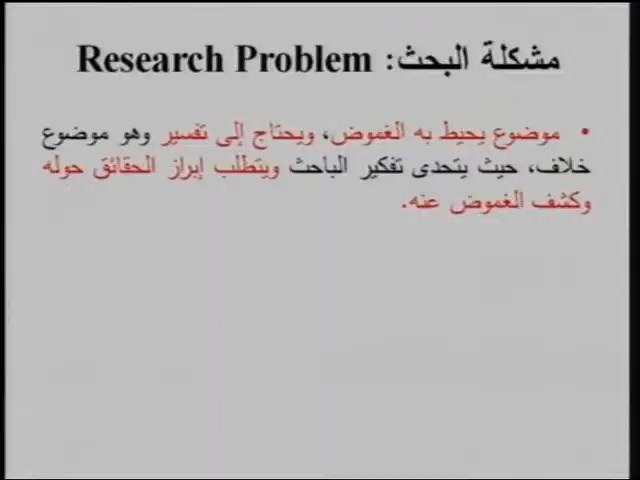 مشكلة البحث: Research Problem
• موضوع يحيط به الغموض، ويحتاج إلى تفسير وهو موضوع
خلاف، حيث يتحدى تفكير الباحث ويتطلب إبراز الحقائق حوله
وكشف الغموض عنه.